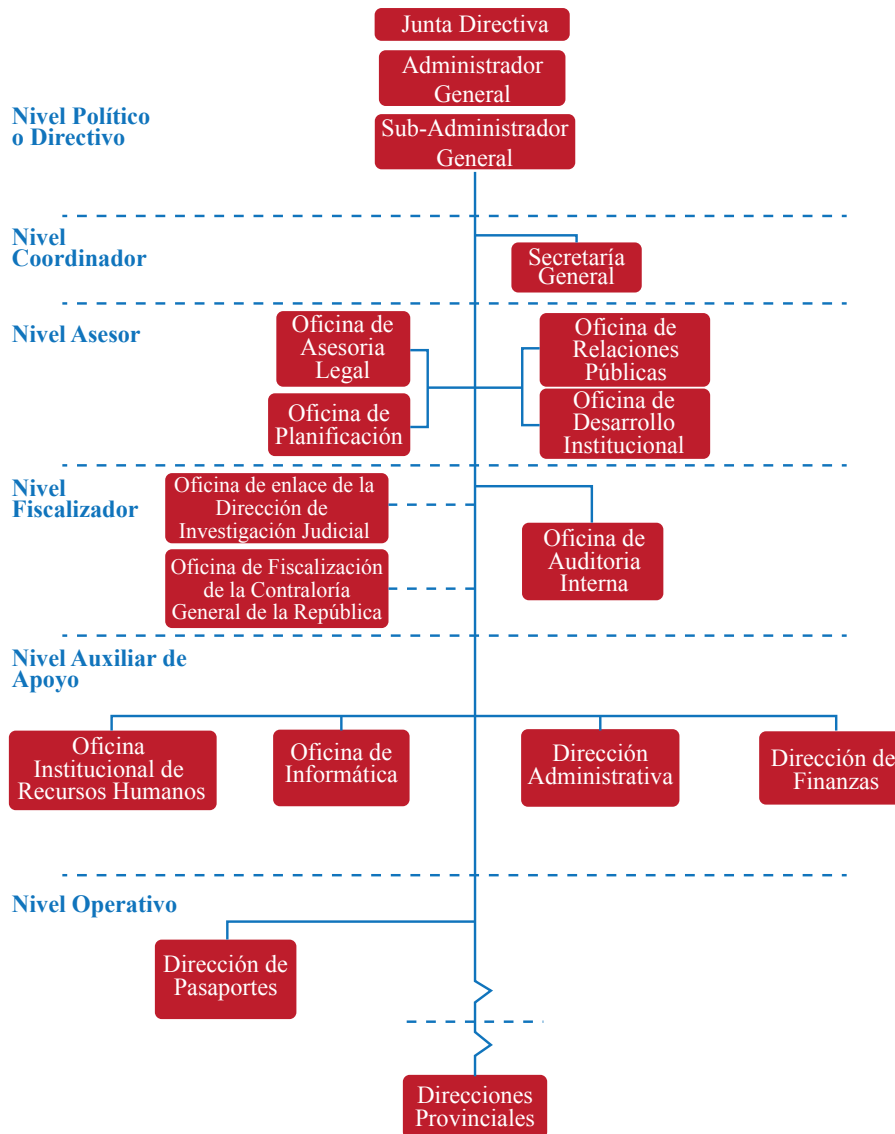 Junta Directiva
Administrador
General
Nivel Político
o Directivo
Sub-Administrador
General
Nivel
Coordinador
Secretaría
General
Nivel Asesor
Oficina de
Asesoria
Legal
Oficina de
Relaciones
Públicas
Oficina de
Planificación
Oficina de
Desarrollo
Institucional
Nivel
Fiscalizador
Oficina de enlace de la
Dirección de
Investigación Judicial
Oficina de
Auditoria
Interna
Oficina de Fiscalización
de la Contraloría
General de la República
Nivel Auxiliar de
Apoyo
Oficina
Institucional de
Recursos Humanos
Oficina de
Informática
Dirección
Administrativa
Dirección de
Finanzas
Nivel Operativo
Dirección de
Pasaportes
Direcciones
Provinciales